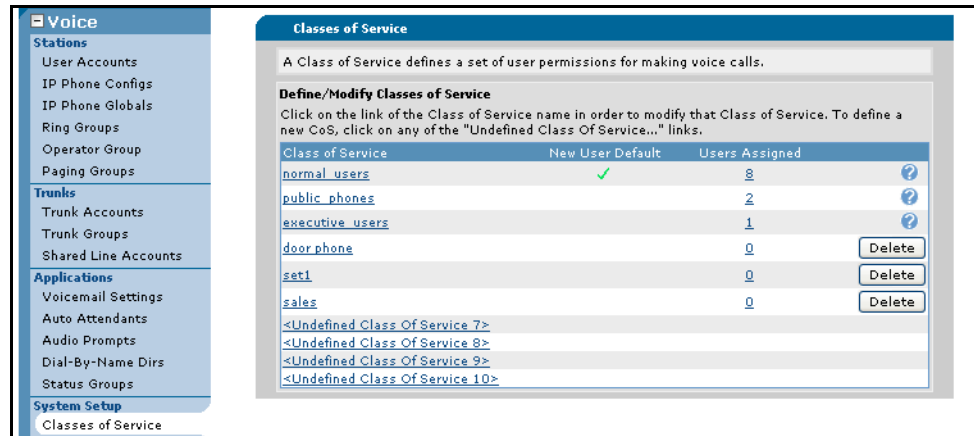 Voice
Stations
User Accounts
IP Phone Configs
IP Phone Globals
Ring Groups
Operator Group
Paging Groups
Trunks
Trunk Accounts
Trunk Groups
Shared Line Accounts
Applications
Voicemail Settings
Auto Attendants
Audio Prompts
Dial-By-Name Dirs
Status Groups
System Setup
Classes of Service
Classes of Service
A Class of Service defines a set of user permissions for making voice calls.
Define/Modify Classes of Service
Click on the link of the Class of Service name in order to modify that Class of Service. To define a
new CoS, click on any of the "Undefined Class Of Service..." links.
Class of Service New User Default Users Assigned
normal_users ✓ 8 ?
public_phones 2 ?
executive_users 1 ?
door phone 0 Delete
set1 0 Delete
sales 0 Delete
<Undefined Class Of Service 7>
<Undefined Class Of Service 8>
<Undefined Class Of Service 9>
<Undefined Class Of Service 10>